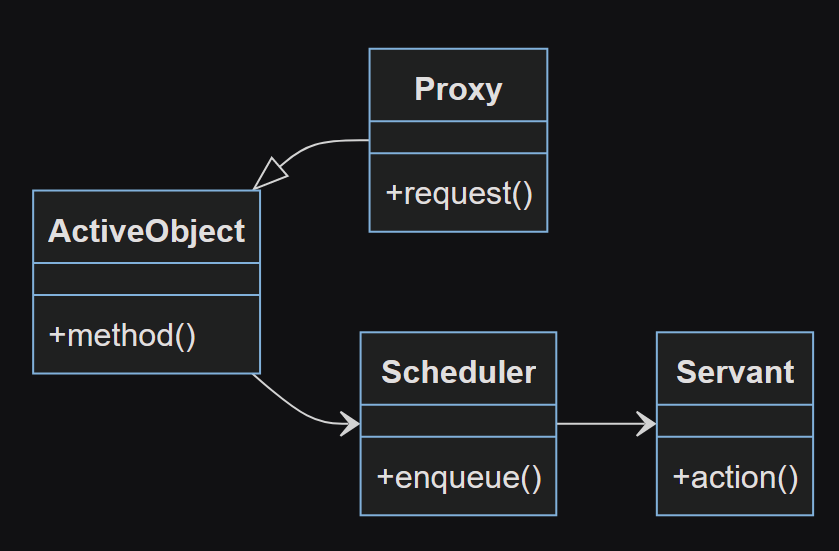 Proxy
+request()
ActiveObject
+method()
Scheduler
+enqueue()
Servant
+action()